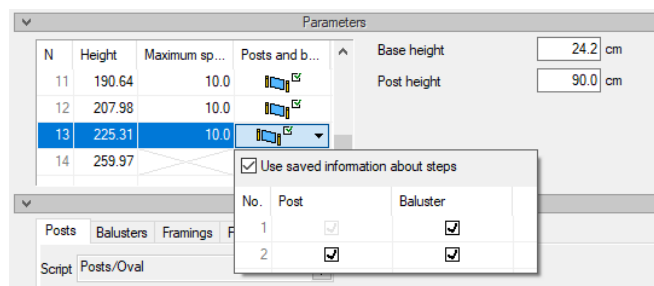 Parameters
N Height Maximum sp... Posts and b...
Base height 24.2 cm
11 190.64 10.0
Post height 90.0 cm
12 207.98 10.0
13 225.31 10.0
14 259.97
Use saved information about steps
No. Post Baluster
1
2
Posts Balusters Framings
Script Posts/Oval